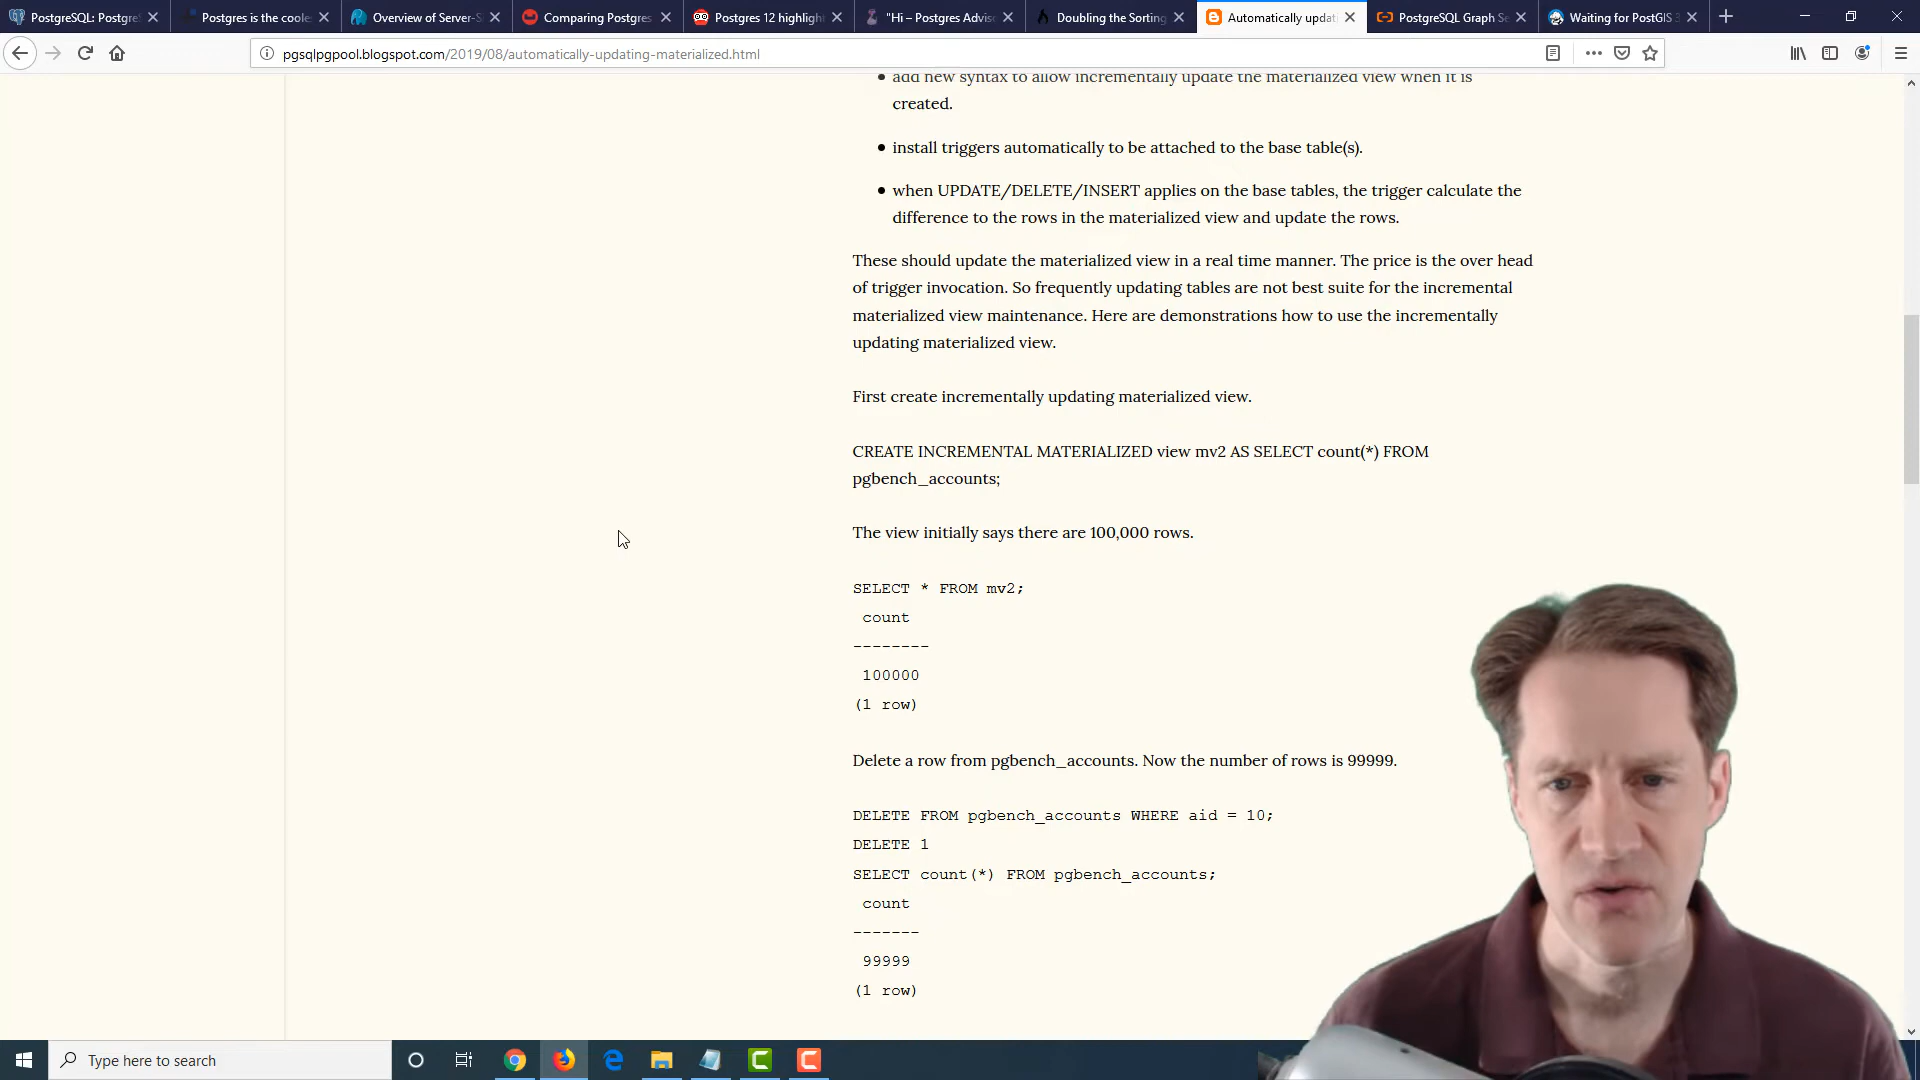 PostgreSQL: PostgreS
Postgres is the cooles
Overview of Server-S
Comparing Postgres
Postgres 12 highligh
"Hi – Postgres Advis
Doubling the Sorting
Automatically updat
PostgreSQL Graph Se
Waiting for PostGIS 3
pgsqlpgpool.blogspot.com/2019/08/automatically-updating-materialized.html
add new syntax to allow incrementally update the materialized view when it is
created.
install triggers automatically to be attached to the base table(s).
when UPDATE/DELETE/INSERT applies on the base tables, the trigger calculate the
difference to the rows in the materialized view and update the rows.
These should update the materialized view in a real time manner. The price is the over head
of trigger invocation. So frequently updating tables are not best suite for the incremental
materialized view maintenance. Here are demonstrations how to use the incrementally
updating materialized view.
First create incrementally updating materialized view.
CREATE INCREMENTAL MATERIALIZED view mv2 AS SELECT count(*) FROM
pgbench_accounts;
The view initially says there are 100,000 rows.
SELECT * FROM mv2;
count
--------
100000
(1 row)
Delete a row from pgbench_accounts. Now the number of rows is 99999.
DELETE FROM pgbench_accounts WHERE aid = 10;
DELETE 1
SELECT count(*) FROM pgbench_accounts;
count
-------
99999
(1 row)
Type here to search